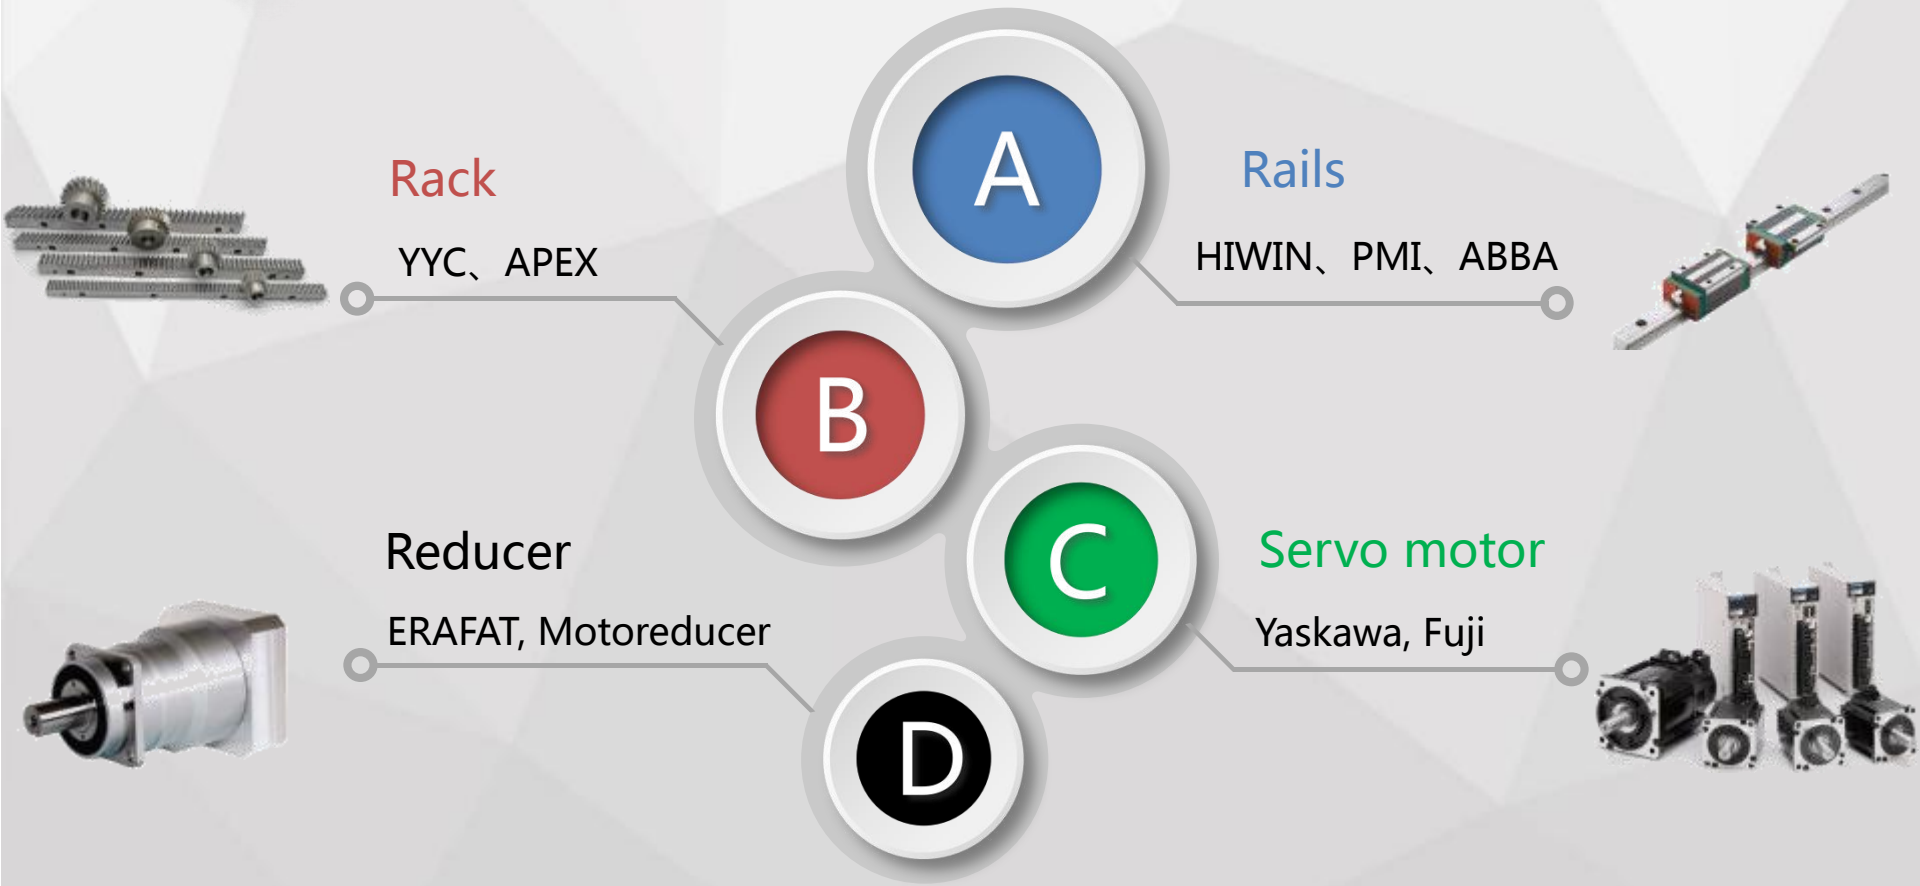 A
Rails
HIWIN、PMI、ABBA
Rack
YYC、APEX
B
C
Servo motor
Yaskawa, Fuji
Reducer
ERAFAT, Motoreducer
D